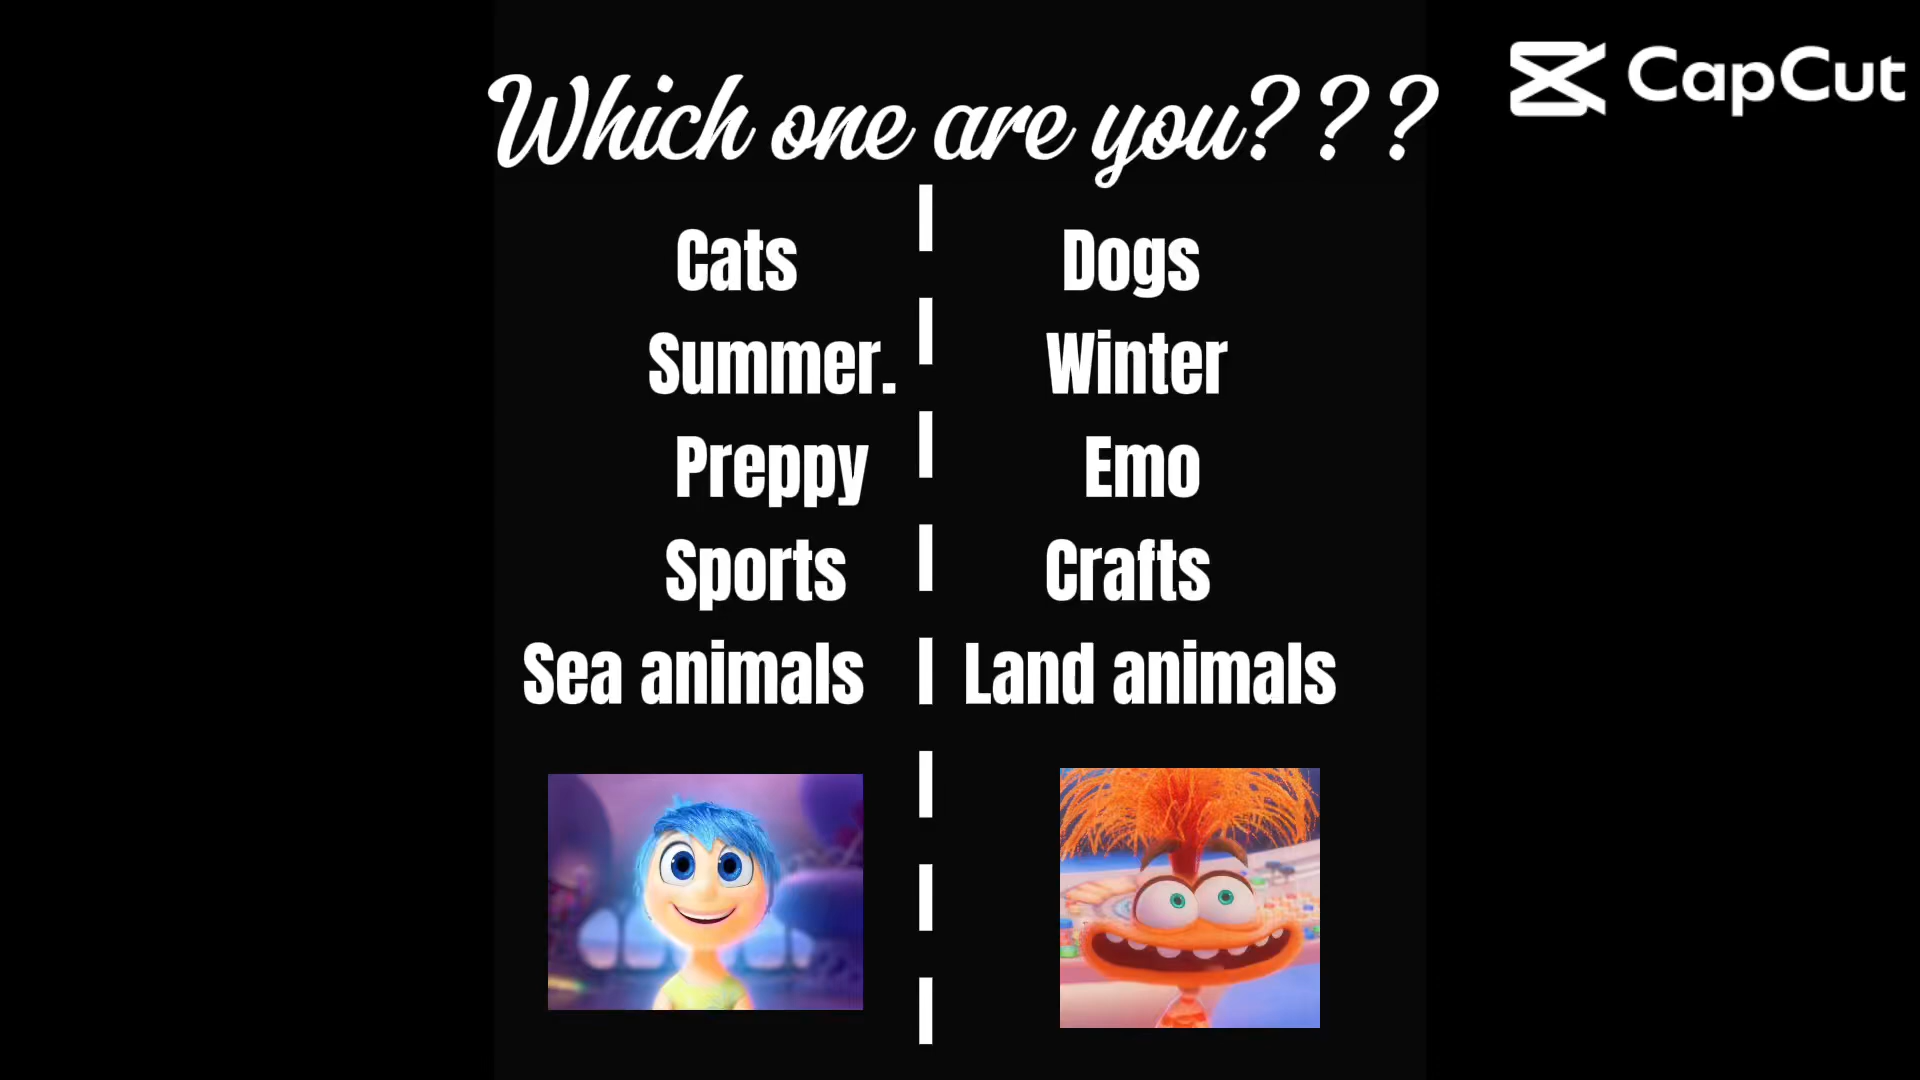 Which one are you???
CapCut
Cats
Dogs
Summer.
Winter
Preppy
Emo
Sports
Crafts
Sea animals
Land animals